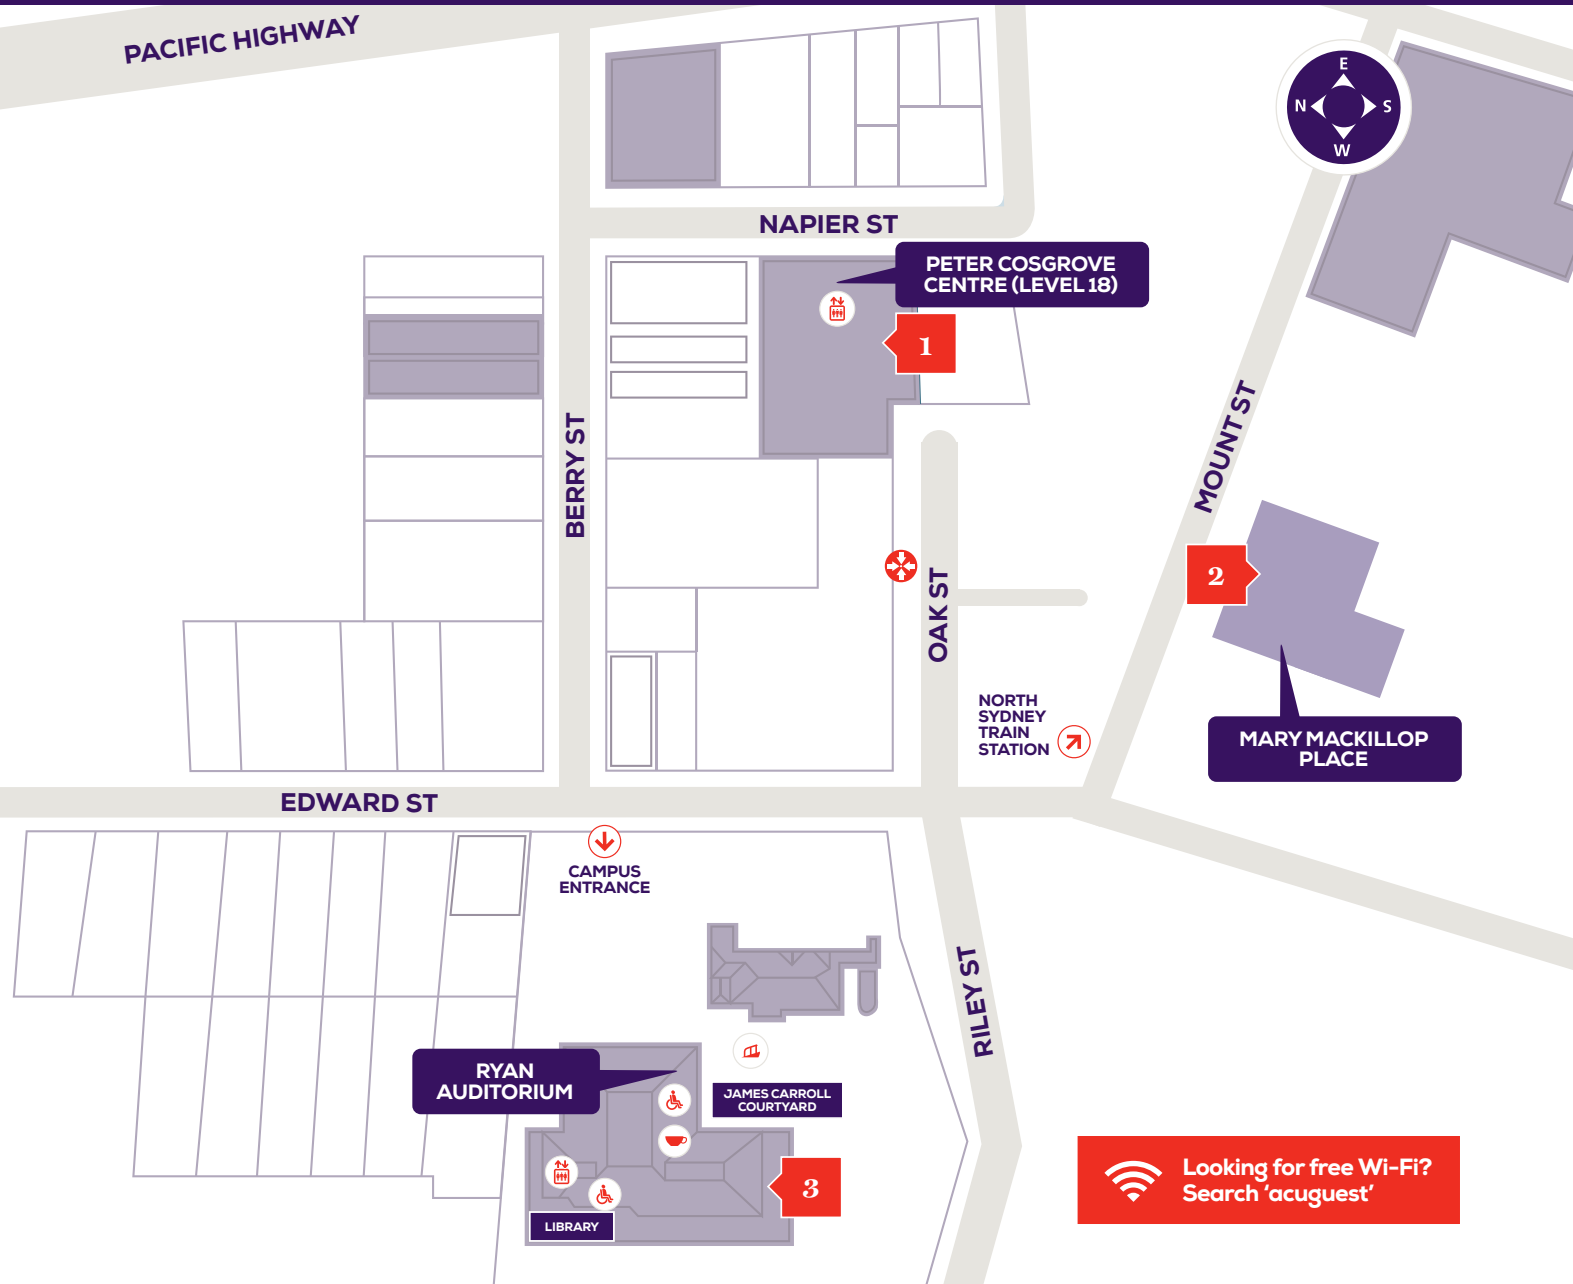 PACIFIC HIGHWAY
E
N
S
W
NAPIER ST
PETER COSGROVE
CENTRE (LEVEL 18)
1
BERRY ST
MOUNT ST
2
OAK ST
NORTH
SYDNEY
TRAIN
STATION
MARY MACKILLOP
PLACE
EDWARD ST
CAMPUS
ENTRANCE
RILEY ST
RYAN
AUDITORIUM
JAMES CARROLL
COURTYARD
3
LIBRARY
Looking for free Wi-Fi?
Search ‘acuguest’